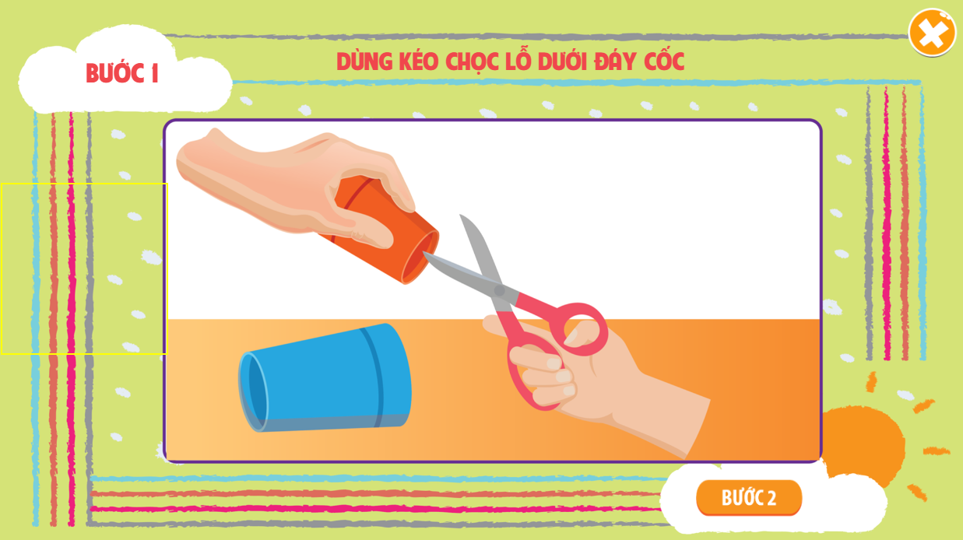 BƯỚC 1
DÙNG KÉO CHỌC LỖ DƯỚI ĐÁY CỐC
BƯỚC 2